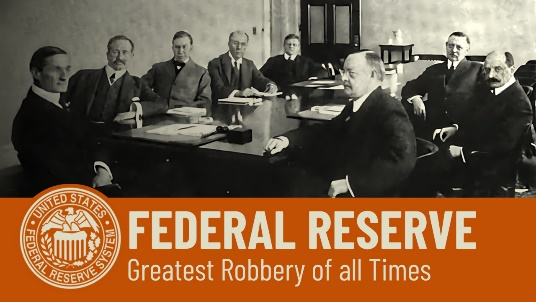 UNITED STATES
FEDERAL RESERVE SYSTEM
FEDERAL RESERVE
Greatest Robbery of all Times